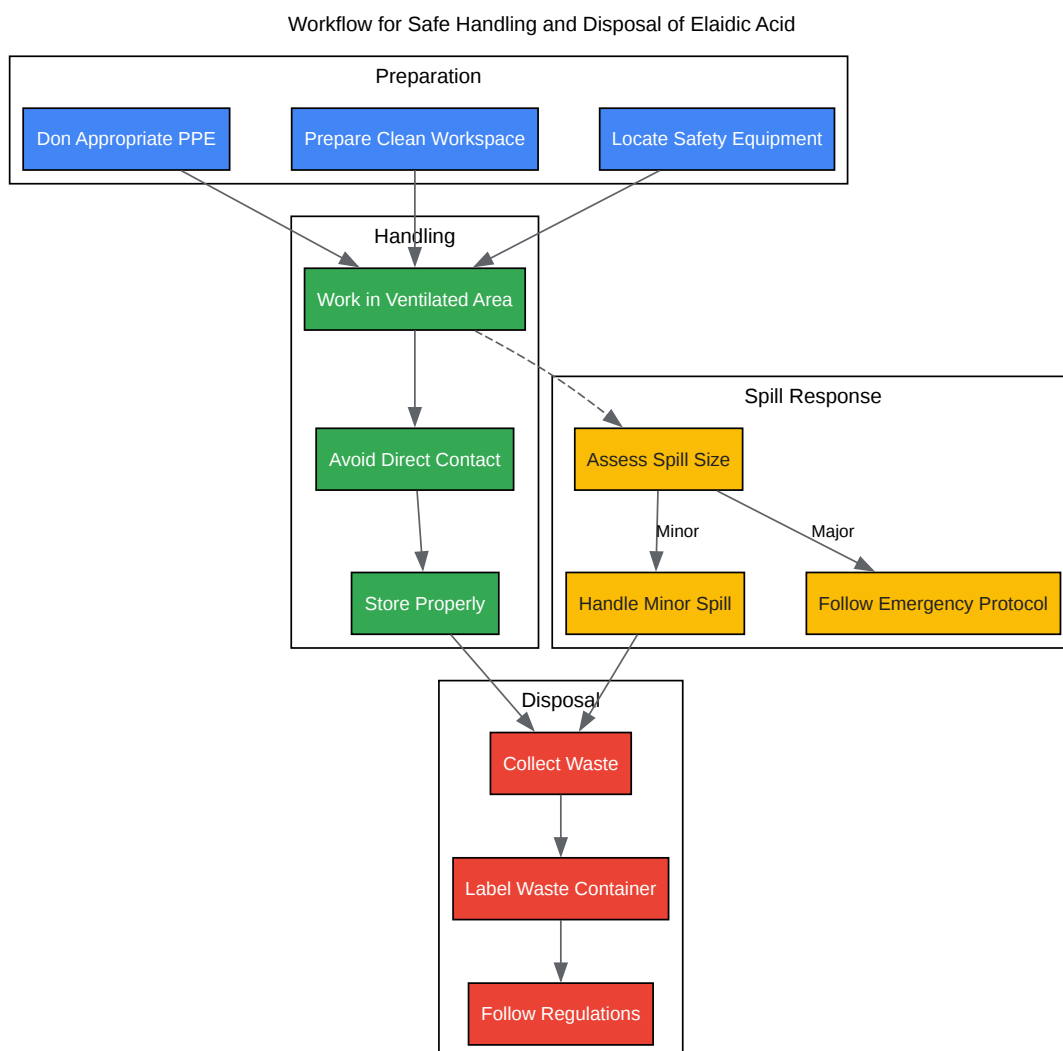 Workflow for Safe Handling and Disposal of Elaidic Acid
Preparation
Don Appropriate PPE
Prepare Clean Workspace
Locate Safety Equipment
Handling
Work in Ventilated Area
Spill Response
Avoid Direct Contact
Assess Spill Size
Minor
Major
Store Properly
Handle Minor Spill
Follow Emergency Protocol
Disposal
Collect Waste
Label Waste Container
Follow Regulations